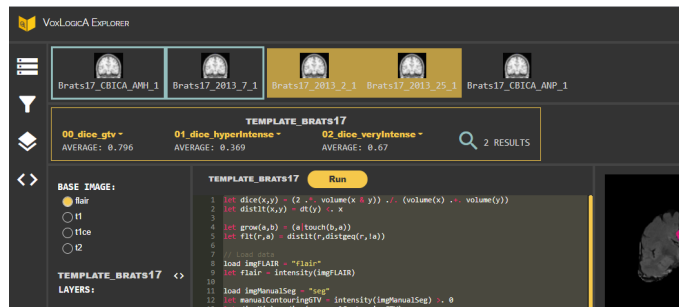 VoxLogicA Explorer
Brats17_CBICA_AMH_1 Brats17_2013_7_1 Brats17_2013_2_1 Brats17_2013_25_1 Brats17_CBICA_ANP_1
TEMPLATE_BRATS17
00_dice_gtv 01_dice_hyperIntense 02_dice_veryIntense
AVERAGE: 0.796 AVERAGE: 0.369 AVERAGE: 0.67 2 RESULTS
TEMPLATE_BRATS17 Run
BASE IMAGE:
flair
t1
t1ce
t2
TEMPLATE_BRATS17 <>
LAYERS:
1 let dice(x,y) = (2 .*. volume(x & y)) ./. (volume(x) .+. volume(y))
2 let distlt(x,y) = dt(y) <. x
3
4 let grow(a,b) = (a|touch(b,a))
5 let flt(r,a) = distlt(r,distgeq(r,!a))
6
7 // Load data
8 load imgFLAIR = "flair"
9 let flair = intensity(imgFLAIR)
10
11 load imgManualSeg = "seg"
12 let manualContouringGTV = intensity(imgManualSeg) >. 0